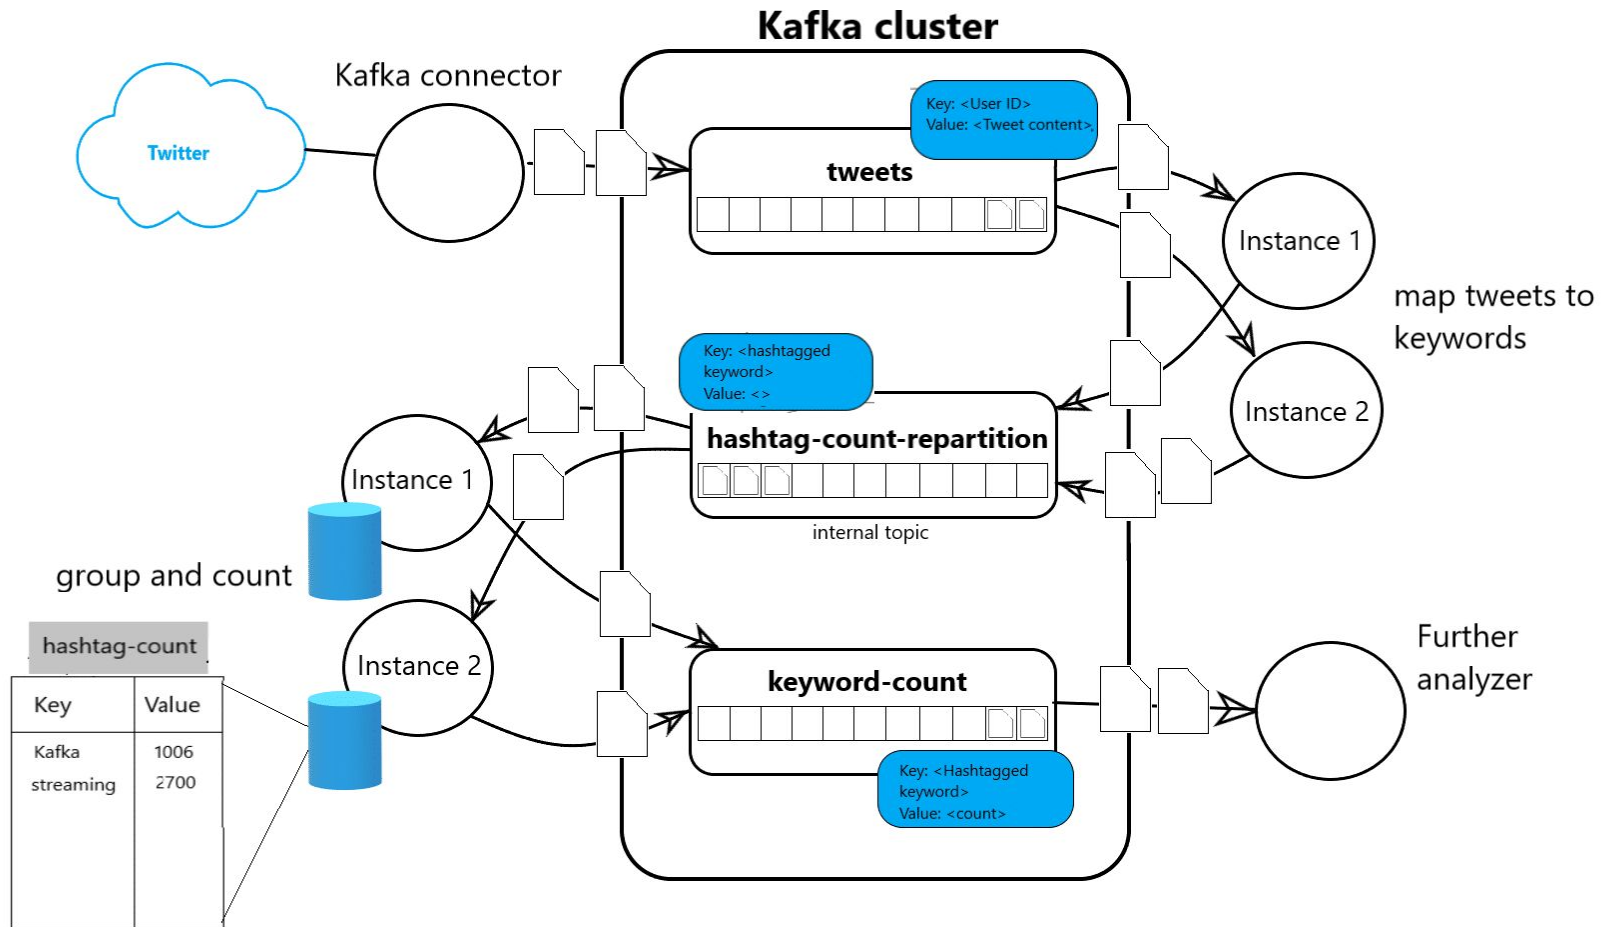 Kafka cluster
Kafka connector
Twitter
Key: <User ID>
Value: <Tweet content>,
tweets
Instance 1
map tweets to
keywords
Instance 2
Key: <hashtagged
keyword>
Value: <>
hashtag-count-repartition
internal topic
Instance 1
group and count
Instance 2
hashtag-count
Key Value
Kafka 1006
streaming 2700
keyword-count
Key: <Hashtagged
keyword>
Value: <count>
Further
analyzer